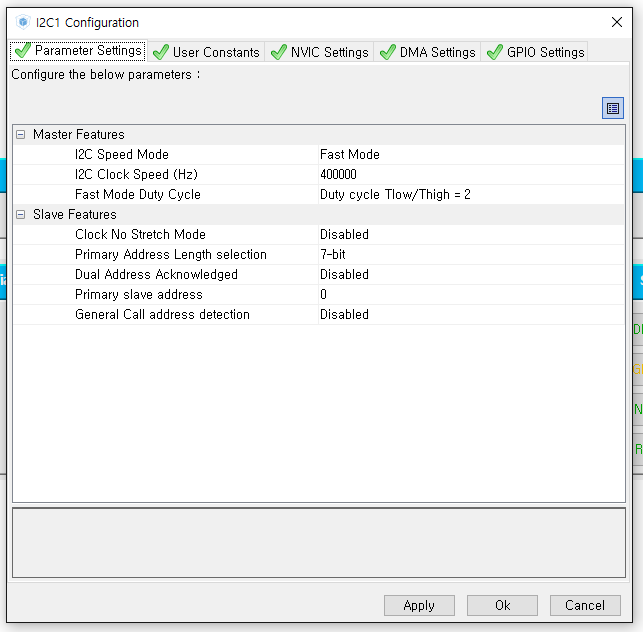 I2C1 Configuration
Parameter Settings
User Constants
NVIC Settings
DMA Settings
GPIO Settings
Configure the below parameters :
Master Features
I2C Speed Mode Fast Mode
I2C Clock Speed (Hz) 400000
Fast Mode Duty Cycle Duty cycle Tlow/Thigh = 2
Slave Features
Clock No Stretch Mode Disabled
Primary Address Length selection 7-bit
Dual Address Acknowledged Disabled
Primary slave address 0
General Call address detection Disabled
Apply
Ok
Cancel